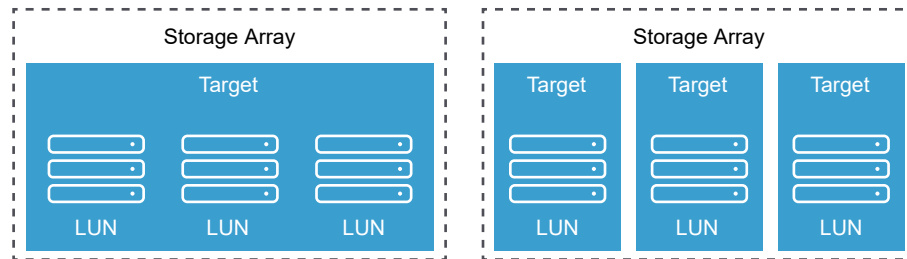 Storage Array
Target
LUN LUN LUN
Storage Array
Target Target Target
LUN LUN LUN